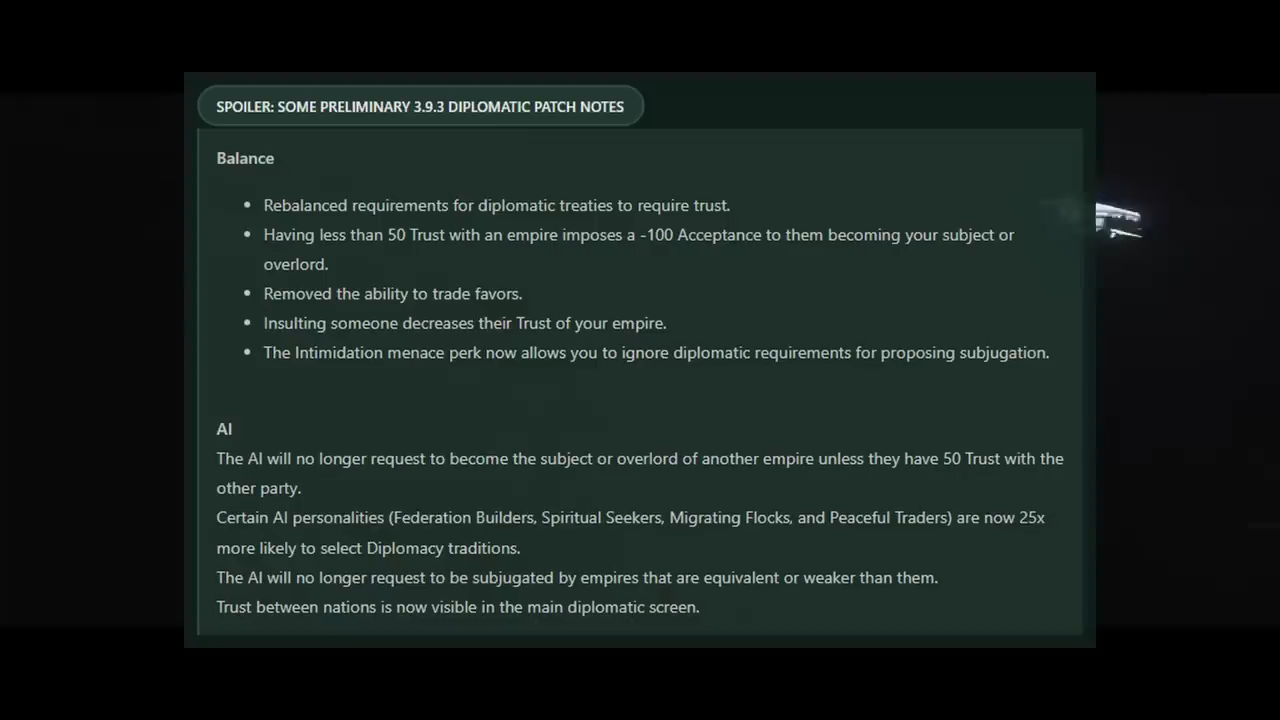 SPOILER: SOME PRELIMINARY 3.9.3 DIPLOMATIC PATCH NOTES
Balance
• Rebalanced requirements for diplomatic treaties to require trust.
• Having less than 50 Trust with an empire imposes a -100 Acceptance to them becoming your subject or
overlord.
• Removed the ability to trade favors.
• Insulting someone decreases their Trust of your empire.
• The Intimidation menace perk now allows you to ignore diplomatic requirements for proposing subjugation.
AI
The AI will no longer request to become the subject or overlord of another empire unless they have 50 Trust with the
other party.
Certain AI personalities (Federation Builders, Spiritual Seekers, Migrating Flocks, and Peaceful Traders) are now 25x
more likely to select Diplomacy traditions.
The AI will no longer request to be subjugated by empires that are equivalent or weaker than them.
Trust between nations is now visible in the main diplomatic screen.